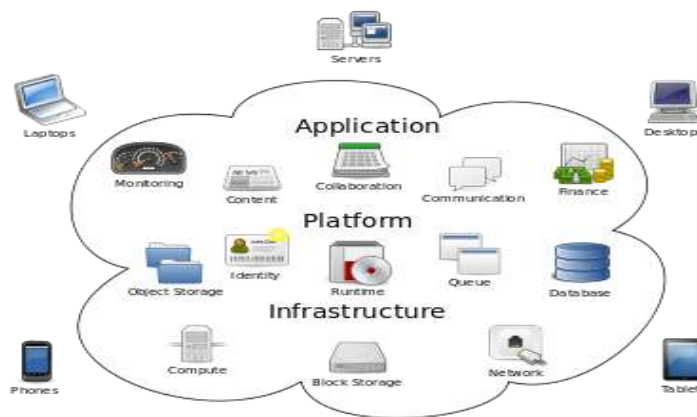 Servers
Laptops
Desktop
Application
Monitoring
Content
Collaboration
Communication
Finance
Platform
Object Storage
Identity
Runtime
Queue
Database
Infrastructure
Compute
Block Storage
Network
Phones
Tablet